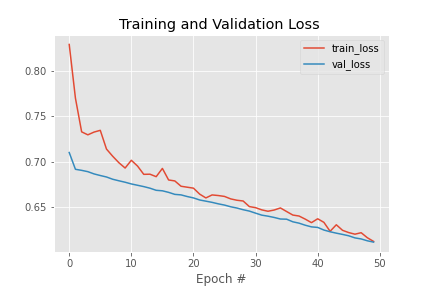 Training and Validation Loss
train_loss
val_loss
0.80
0.75
0.70
0.65
0 10 20 30 40 50
Epoch #